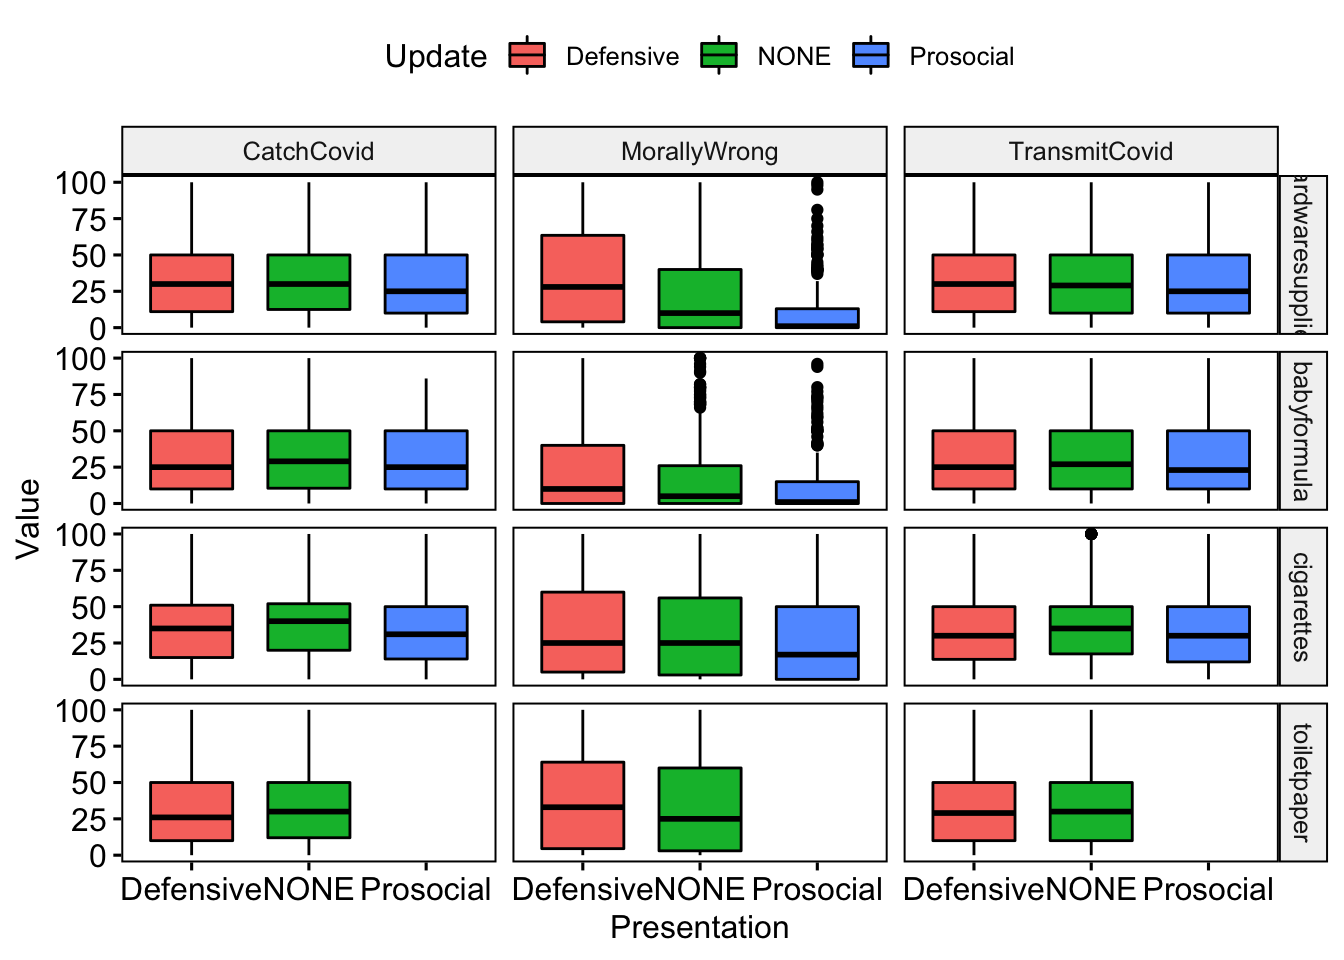 Update Defensive NONE Prosocial
CatchCovid MorallyWrong TransmitCovid
100
75
50
25
0
ardwaresupplie
100
75
50
25
0
babyformula
Value
100
75
50
25
0
cigarettes
100
75
50
25
0
toiletpaper
Defensive NONE Prosocial Defensive NONE Prosocial Defensive NONE Prosocial
Presentation